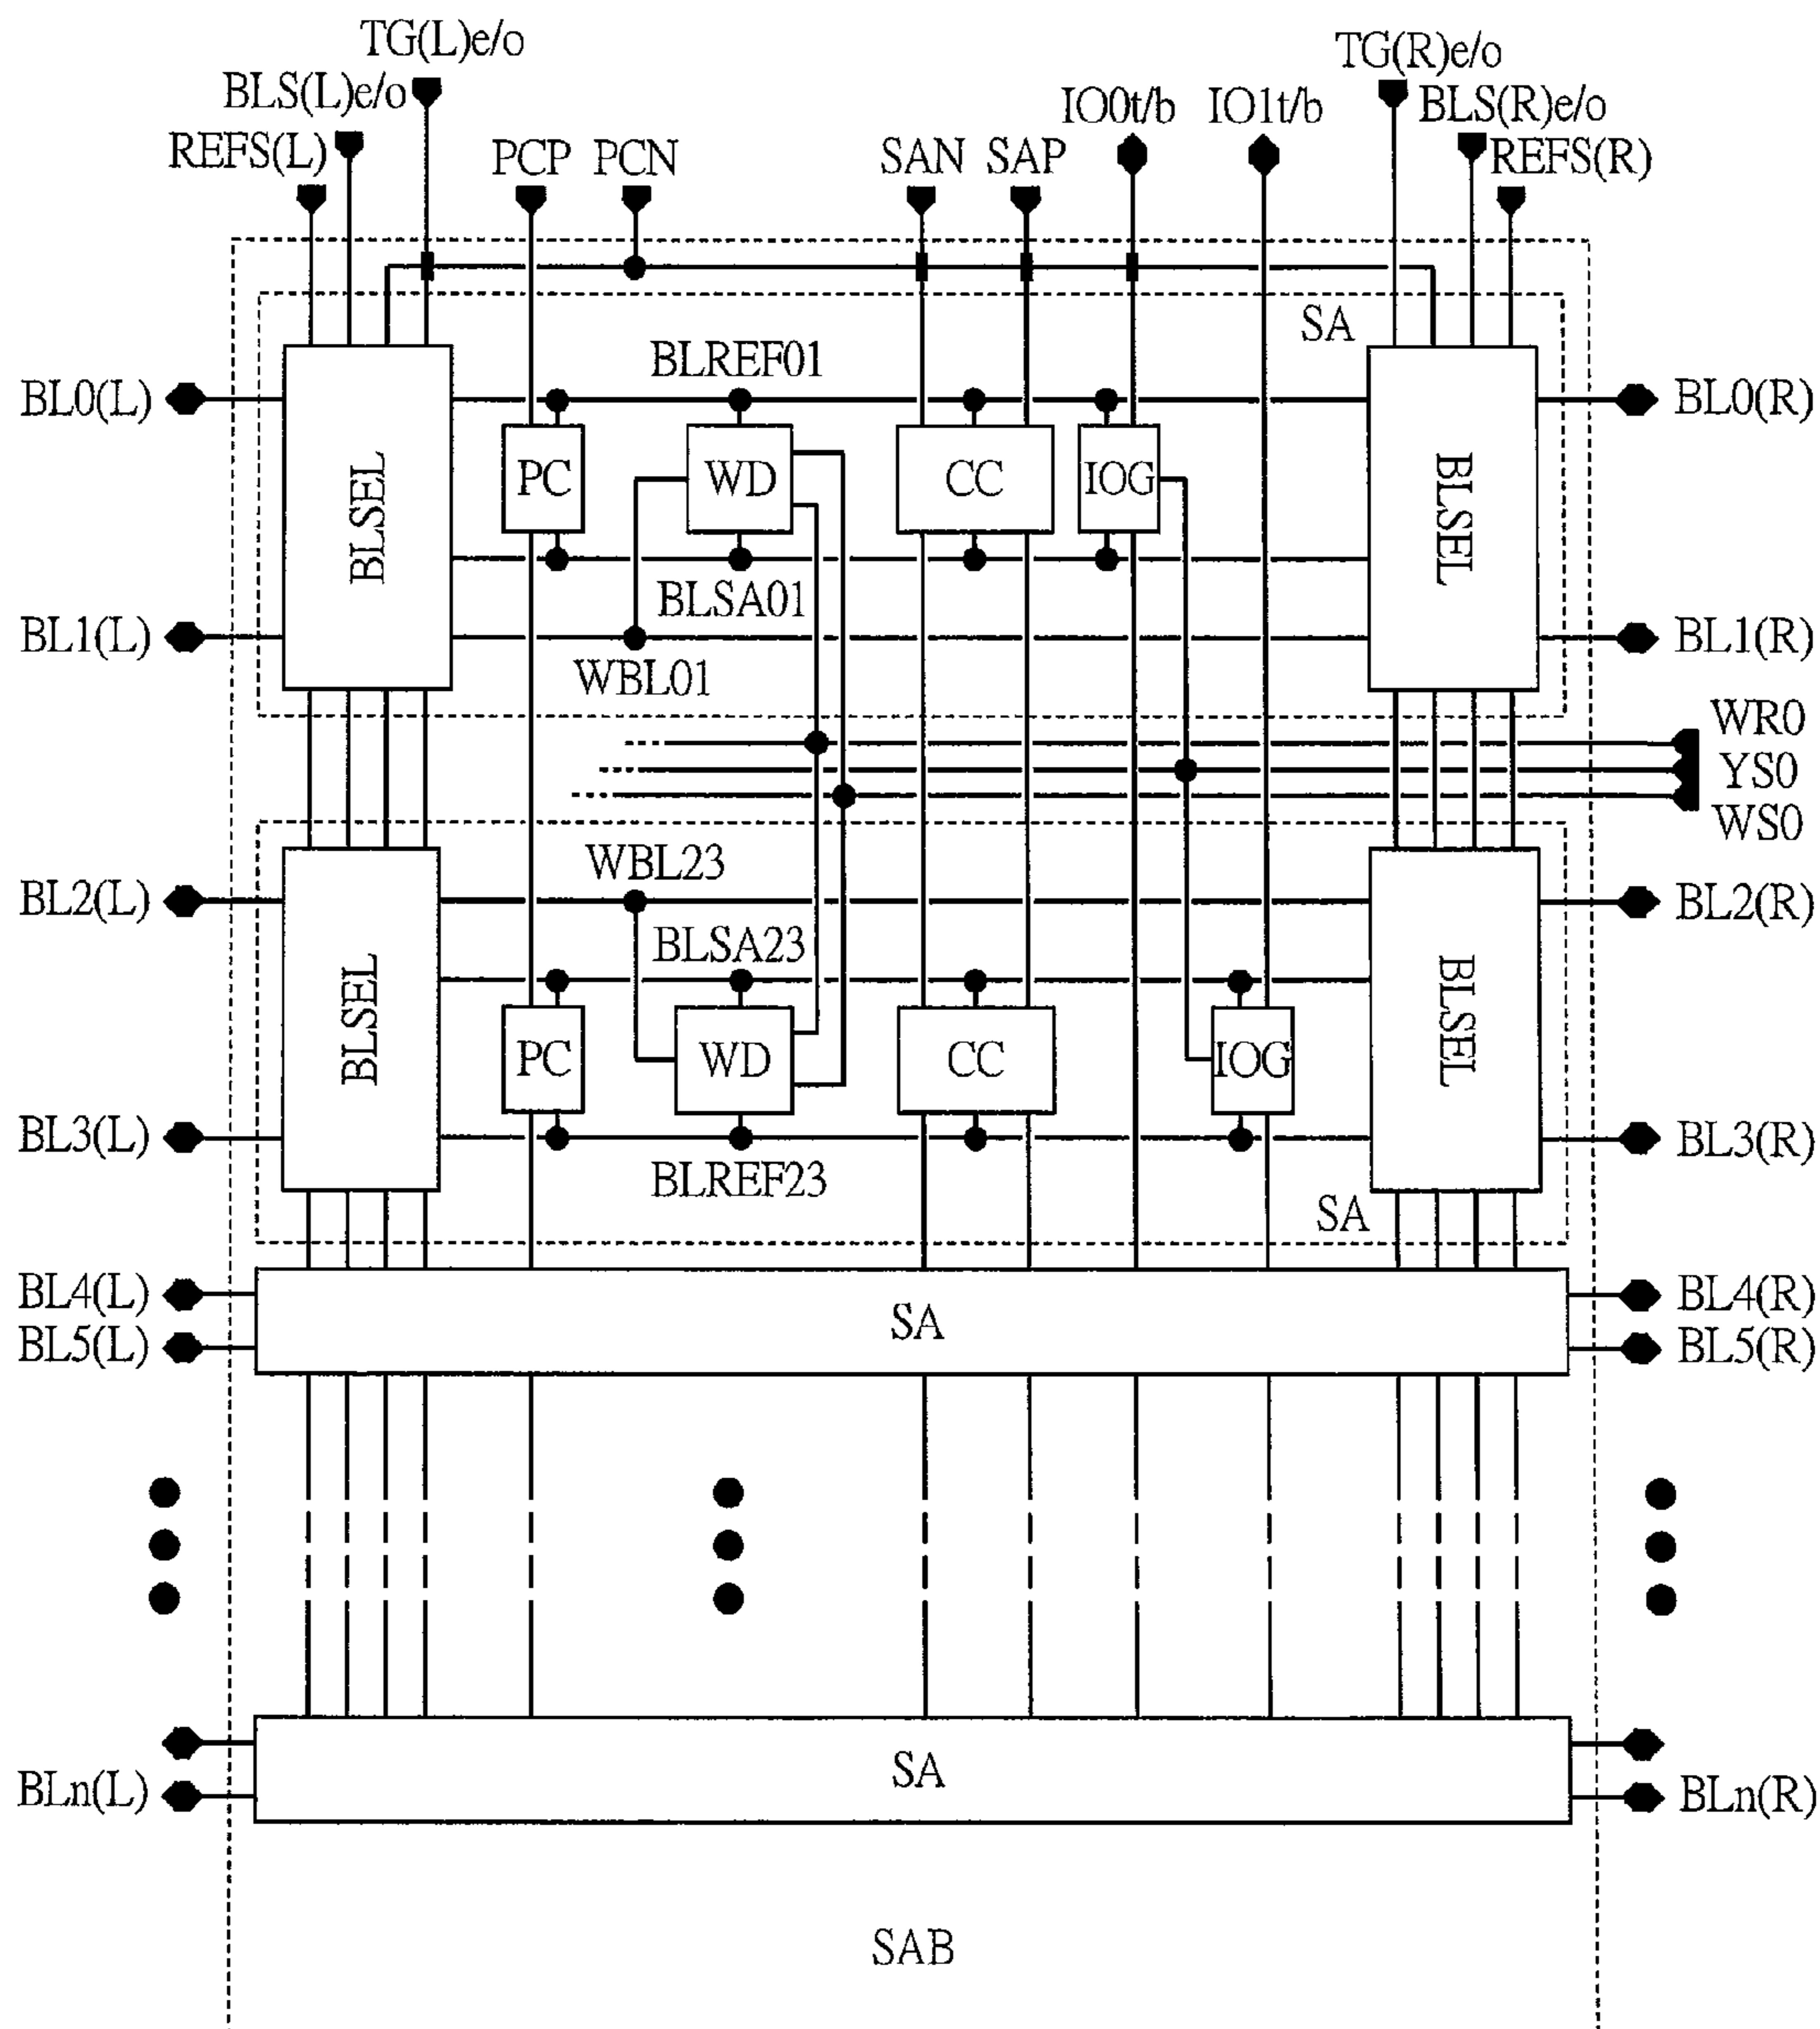 TG(L)e/o
BLS(L)e/o
REFS(L)
PCP
PCN
SAN
SAP
IO0t/b
IO1t/b
TG(R)e/o
BLS(R)e/o
REFS(R)
SA
BLREF01
BL0(L)
BL0(R)
BLSEL
PC
WD
CC
IOG
BLSEL
BLSA01
BL1(L)
BL1(R)
WBL01
WR0
YS0
WS0
WBL23
BL2(L)
BL2(R)
BLSA23
BLSEL
PC
WD
CC
IOG
BLSEL
BL3(L)
BL3(R)
BLREF23
SA
BL4(L)
BL4(R)
SA
BL5(L)
BL5(R)
SA
BLn(L)
BLn(R)
SAB